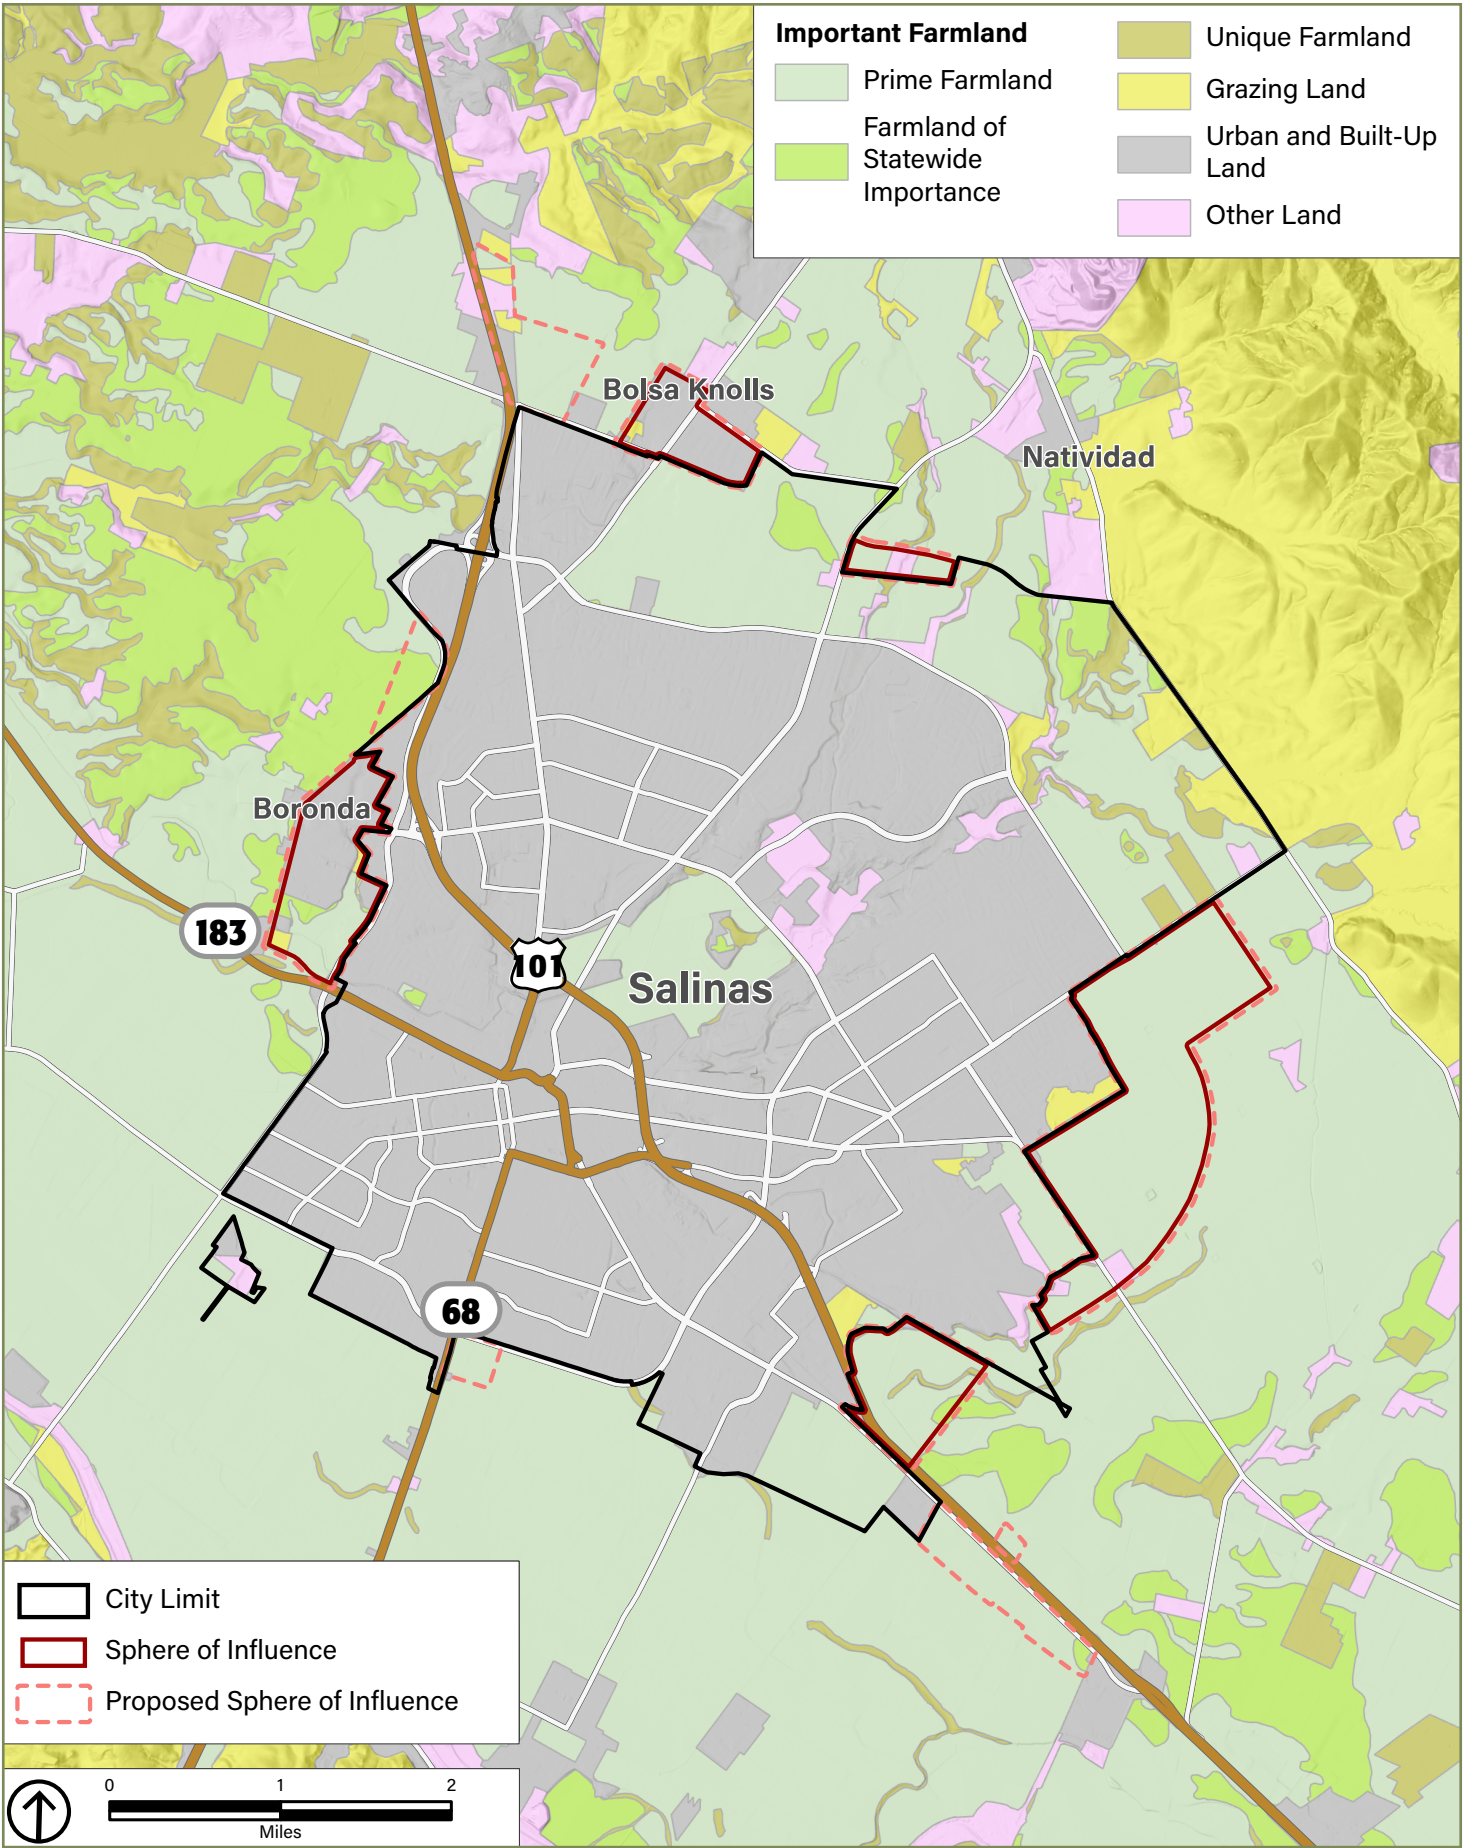 Important Farmland
Prime Farmland
Farmland of
Statewide
Importance
Unique Farmland
Grazing Land
Urban and Built-Up
Land
Other Land
Bolsa Knolls
Natividad
Boronda
183
101
Salinas
68
City Limit
Sphere of Influence
Proposed Sphere of Influence
0 1 2
Miles